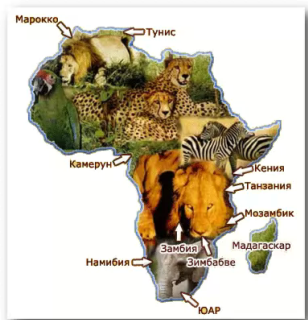 Марокко
Тунис
Камерун
Кения
Танзания
Мозамбик
Замбия
Мадагаскар
Намибия
Зимбабве
ЮАР